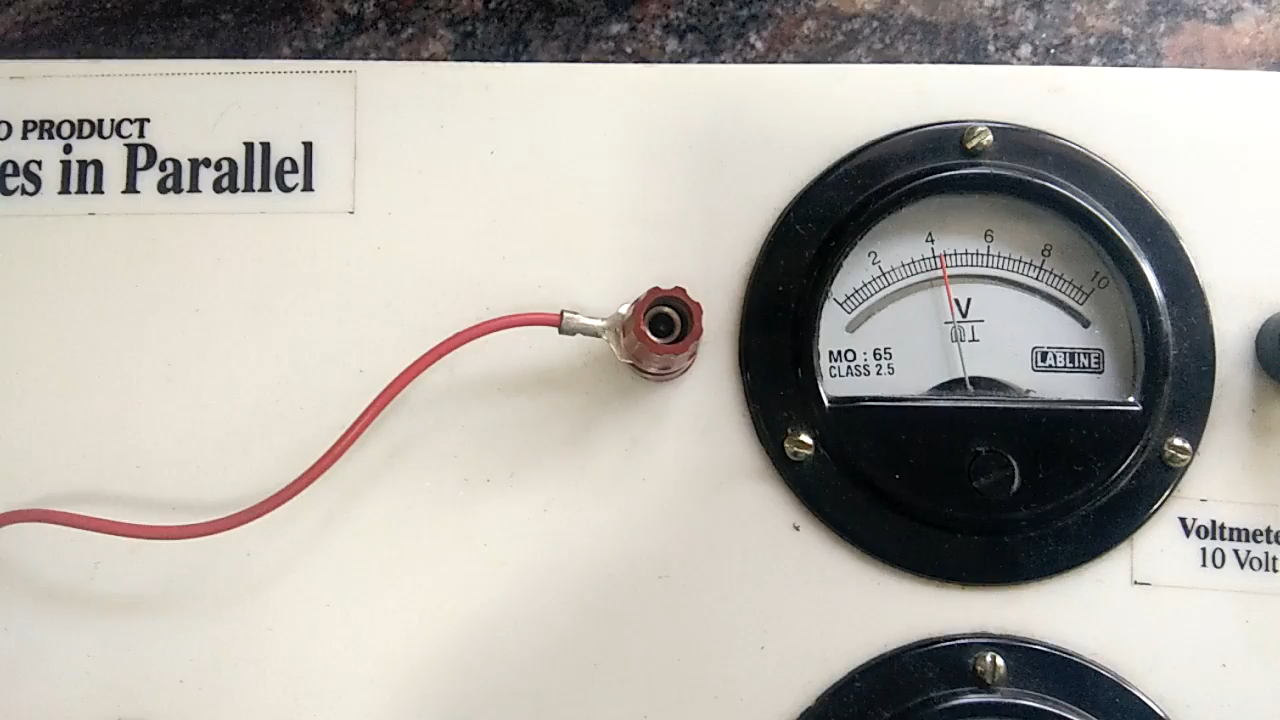 O PRODUCT
es in Parallel
2 4 6 8 10
V
MO : 65
CLASS 2.5
LABLINE
Voltmete
10 Volt